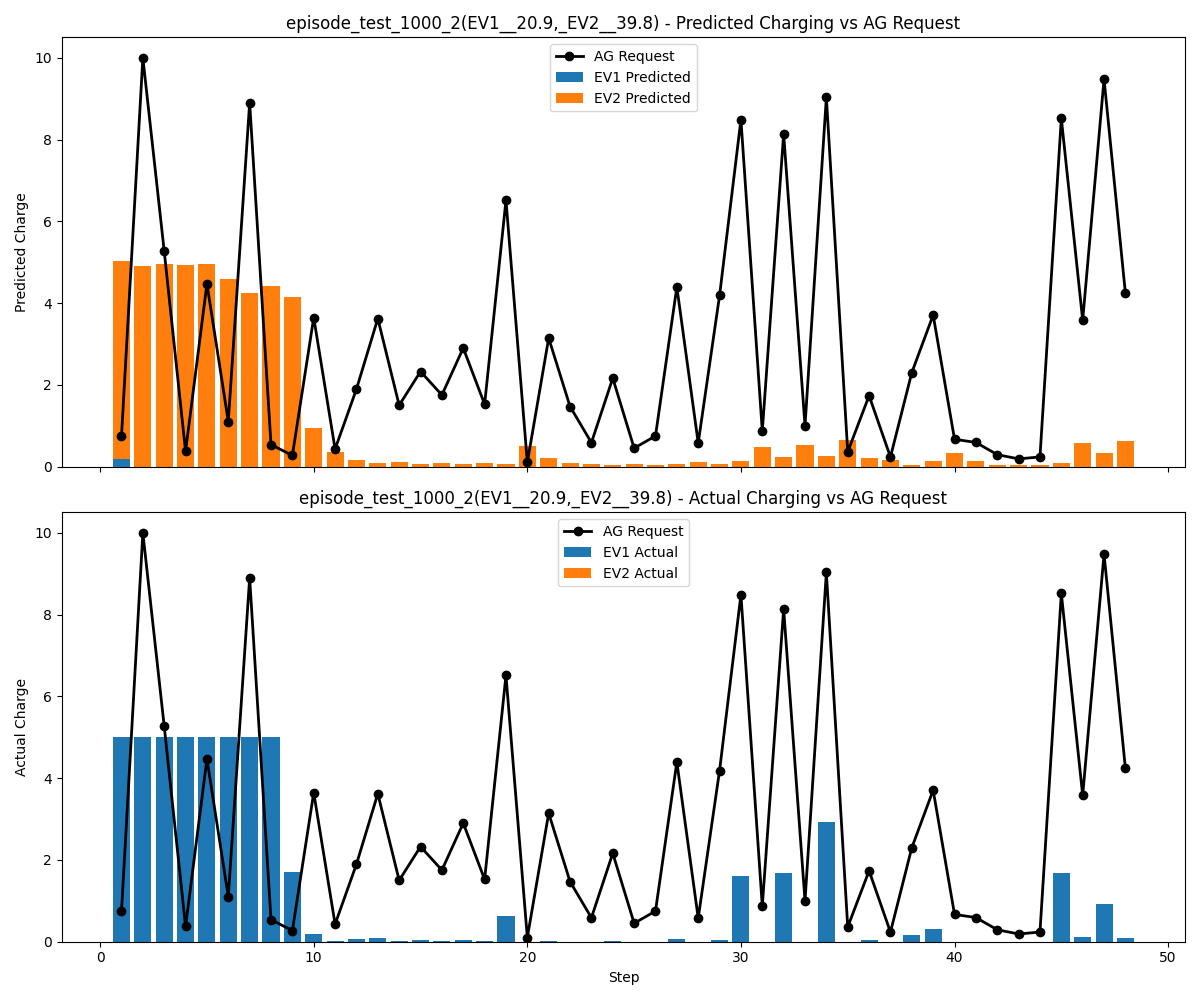 episode_test_1000_2(EV1__20.9,_EV2__39.8) - Predicted Charging vs AG Request
AG Request
EV1 Predicted
EV2 Predicted
Predicted Charge
10
8
6
4
2
0
episode_test_1000_2(EV1__20.9,_EV2__39.8) - Actual Charging vs AG Request
AG Request
EV1 Actual
EV2 Actual
Actual Charge
10
8
6
4
2
0
0 10 20 30 40 50
Step